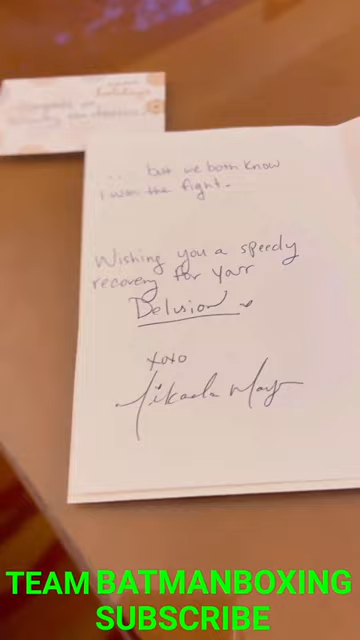 ... but we both know
I won the fight.
Wishing you a speedy
recovery for your
Delusion
xoxo
Mikaela Mayer
TEAM BATMANBOXING
SUBSCRIBE